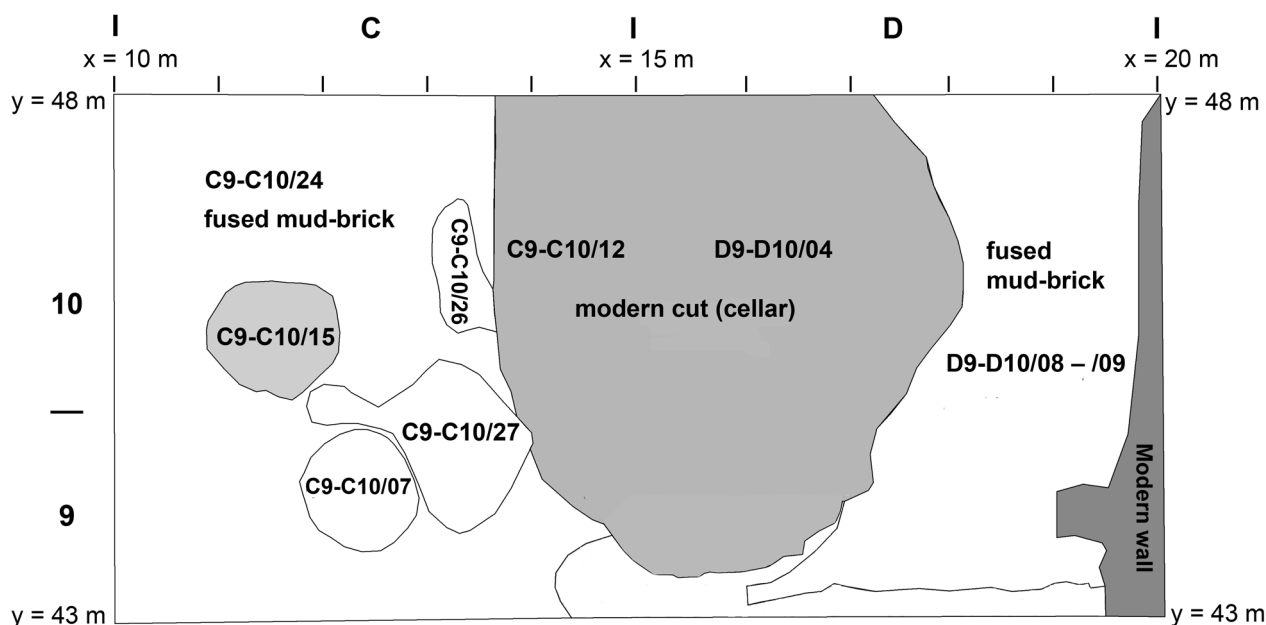 I C I D I
x = 10 m x = 15 m x = 20 m
y = 48 m y = 48 m
C9-C10/24
fused mud-brick
C9-C10/26
C9-C10/12 D9-D10/04
modern cut (cellar)
fused
mud-brick
10
C9-C10/15
D9-D10/08 – /09
C9-C10/27
C9-C10/07
9
Modern wall
y = 43 m y = 43 m